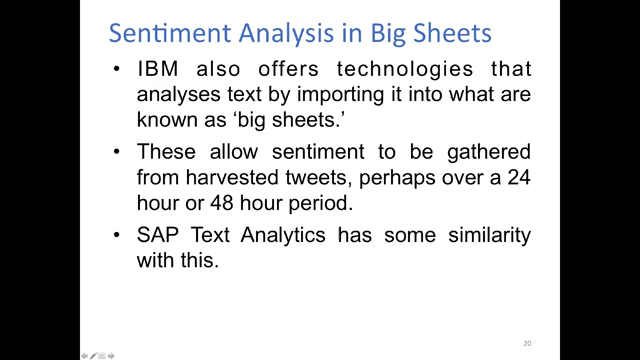 Sentiment Analysis in Big Sheets
• IBM also offers technologies that
analyses text by importing it into what are
known as ‘big sheets.’
• These allow sentiment to be gathered
from harvested tweets, perhaps over a 24
hour or 48 hour period.
• SAP Text Analytics has some similarity
with this.
20